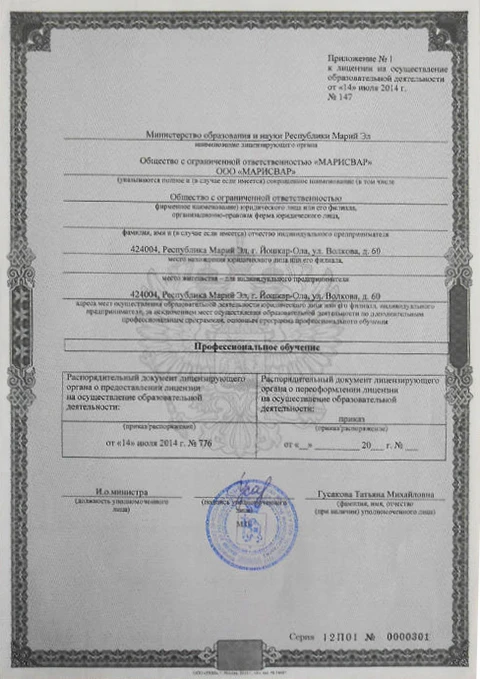 Приложение № 1
к лицензии на осуществление
образовательной деятельности
от «14» июля 2014 г.
№ 147
Министерство образования и науки Республики Марий Эл
наименование лицензирующего органа
Общество с ограниченной ответственностью «МАРИСВАР»
ООО «МАРИСВАР»
(указываются полное и (в случае если имеется) сокращенное наименование (в том числе
Общество с ограниченной ответственностью
фирменное наименование) юридического лица или его филиала,
организационно-правовая форма юридического лица,
фамилия, имя и (в случае если имеется) отчество индивидуального предпринимателя
424004, Республика Марий Эл, г. Йошкар-Ола, ул. Волкова, д. 60
место нахождения юридического лица или его филиала,
место жительства - для индивидуального предпринимателя
424004, Республика Марий Эл, г. Йошкар-Ола, ул. Волкова, д. 60
адреса мест осуществления образовательной деятельности юридического лица или его филиала, индивидуального
предпринимателя, за исключением мест осуществления образовательной деятельности по дополнительным
профессиональным программам, основным программам профессионального обучения
Профессиональное обучение
Распорядительный документ лицензирующего
органа о предоставлении лицензии
на осуществление образовательной
деятельности:
(приказ/распоряжение)
от «14» июля 2014 г. № 776
Распорядительный документ лицензирующего
органа о переоформлении лицензии
на осуществление образовательной
деятельности:
приказ
(приказ/распоряжение)
от «__» ________ 20___ г. № ___
И.о.министра
(должность уполномоченного
лица)
(подпись уполномоченного
лица)
М.П.
Гусакова Татьяна Михайловна
(фамилия, имя, отчество
(при наличии) уполномоченного лица)
Серия 12П01 № 0000301